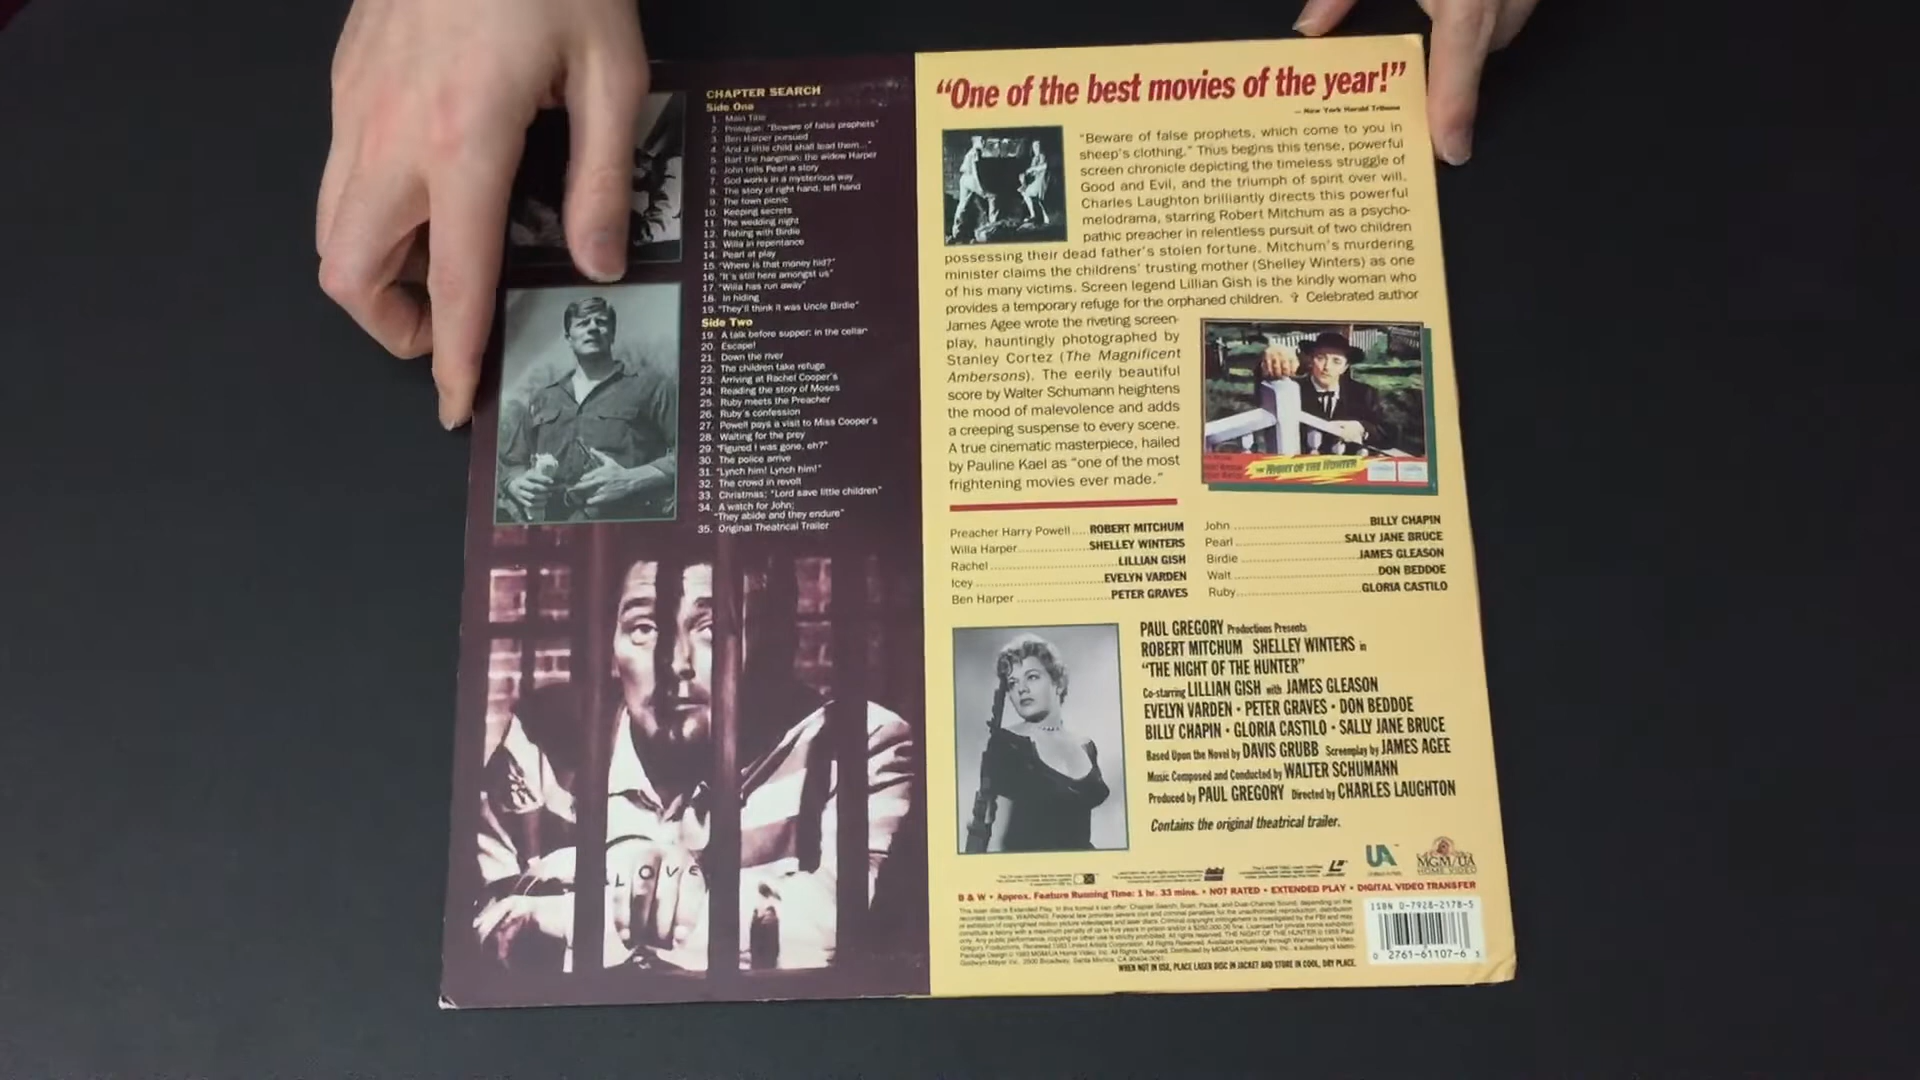 CHAPTER SEARCH
Side One
1. Main Title
2. Prologue: "Beware of false prophets"
3. Ben Harper pursued
4. "And a little child shall lead them..."
5. Bart the hangman; the widow Harper
6. John tells Pearl a story
7. God works in a mysterious way
8. The story of right hand, left hand
9. The town picnic
10. Keeping secrets
11. The wedding night
12. Fishing with Birdie
13. Willa in repentance
14. Pearl at play
15. "Where is that money hid?"
16. "It's still here amongst us"
17. "Willa has run away"
18. In hiding
19. "They'll think it was Uncle Birdie"
Side Two
19. A talk before supper; in the cellar
20. Escape!
21. Down the river
22. The children take refuge
23. Arriving at Rachel Cooper's
24. Reading the story of Moses
25. Ruby meets the Preacher
26. Ruby's confession
27. Powell pays a visit to Miss Cooper's
28. Waiting for the prey
29. "Figured I was gone, eh?"
30. The police arrive
31. "Lynch him! Lynch him!"
32. The crowd in revolt
33. Christmas; "Lord save little children"
34. A watch for John;
"They abide and they endure"
35. Original Theatrical Trailer
LOVE
"One of the best movies of the year!"
– New York Herald Tribune
"Beware of false prophets, which come to you in
sheep's clothing." Thus begins this tense, powerful
screen chronicle depicting the timeless struggle of
Good and Evil, and the triumph of spirit over will.
Charles Laughton brilliantly directs this powerful
melodrama, starring Robert Mitchum as a psycho-
pathic preacher in relentless pursuit of two children
possessing their dead father's stolen fortune. Mitchum's murdering
minister claims the childrens' trusting mother (Shelley Winters) as one
of his many victims. Screen legend Lillian Gish is the kindly woman who
provides a temporary refuge for the orphaned children. ✞ Celebrated author
James Agee wrote the riveting screen-
play, hauntingly photographed by
Stanley Cortez (The Magnificent
Ambersons). The eerily beautiful
score by Walter Schumann heightens
the mood of malevolence and adds
a creeping suspense to every scene.
A true cinematic masterpiece, hailed
by Pauline Kael as "one of the most
frightening movies ever made."
THE NIGHT OF THE HUNTER
Preacher Harry Powell....ROBERT MITCHUM
Willa Harper....SHELLEY WINTERS
Rachel....LILLIAN GISH
Icey....EVELYN VARDEN
Ben Harper....PETER GRAVES
John....BILLY CHAPIN
Pearl....SALLY JANE BRUCE
Birdie....JAMES GLEASON
Walt....DON BEDDOE
Ruby....GLORIA CASTILO
PAUL GREGORY Productions Presents
ROBERT MITCHUM SHELLEY WINTERS in
"THE NIGHT OF THE HUNTER"
Co-starring LILLIAN GISH with JAMES GLEASON
EVELYN VARDEN • PETER GRAVES • DON BEDDOE
BILLY CHAPIN • GLORIA CASTILO • SALLY JANE BRUCE
Based Upon the Novel by DAVIS GRUBB Screenplay by JAMES AGEE
Music Composed and Conducted by WALTER SCHUMANN
Produced by PAUL GREGORY Directed by CHARLES LAUGHTON
Contains the original theatrical trailer.
UA
MGM/UA
HOME VIDEO
B & W • Approx. Feature Running Time: 1 hr. 33 mins. • NOT RATED • EXTENDED PLAY • DIGITAL VIDEO TRANSFER
WHEN NOT IN USE, PLACE LASER DISC IN JACKET AND STORE IN COOL, DRY PLACE.
ISBN 0-7928-2178-5
0 2761-61107-6